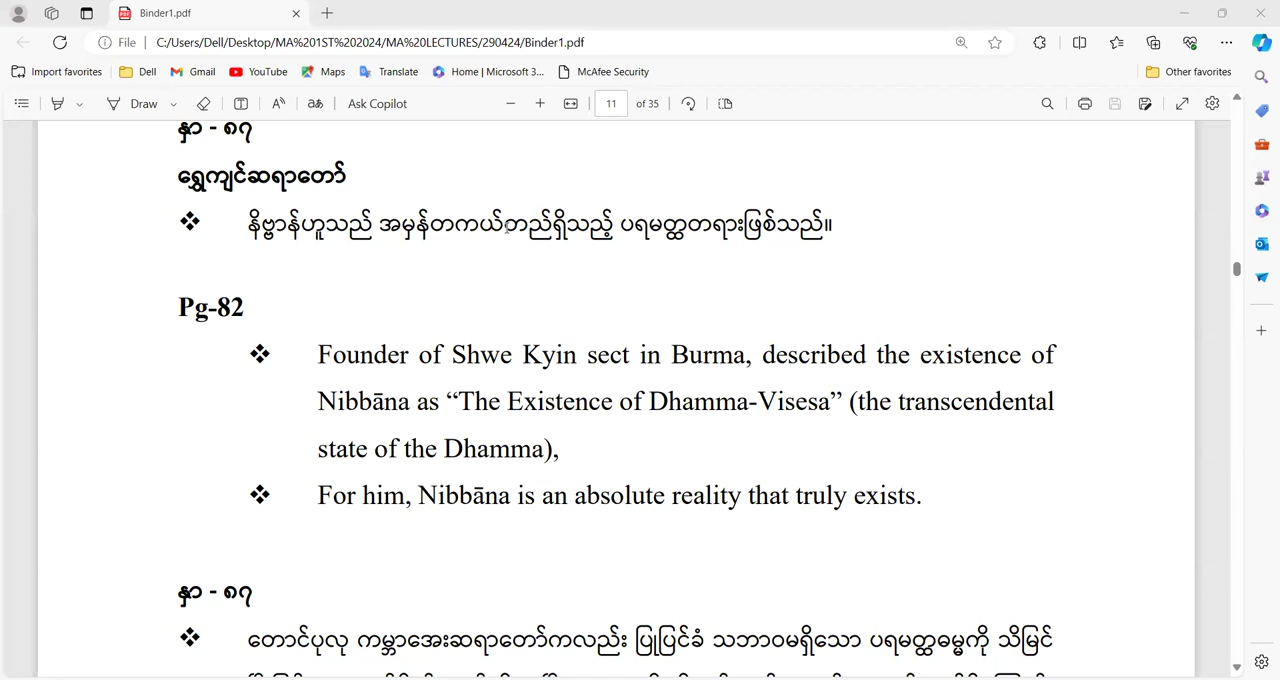 Binder1.pdf
File
C:/Users/Dell/Desktop/MA%201ST%202024/MA%20LECTURES/290424/Binder1.pdf
Import favorites Dell Gmail YouTube Maps Translate Home | Microsoft 3... McAfee Security Other favorites
Draw Ask Copilot 11 of 35
နှာ - ၈၇
ရွှေကျင်ဆရာတော်
❖ နိဗ္ဗာန်ဟူသည် အမှန်တကယ်တည်ရှိသည့် ပရမတ္ထတရားဖြစ်သည်။
Pg-82
❖ Founder of Shwe Kyin sect in Burma, described the existence of
Nibbāna as “The Existence of Dhamma-Visesa” (the transcendental
state of the Dhamma),
❖ For him, Nibbāna is an absolute reality that truly exists.
နှာ - ၈၇
❖ တောင်ပုလု ကမ္ဘာအေးဆရာတော်ကလည်း ပြုပြင်ခံ သဘာဝမရှိသော ပရမတ္ထဓမ္မကို သိမြင်